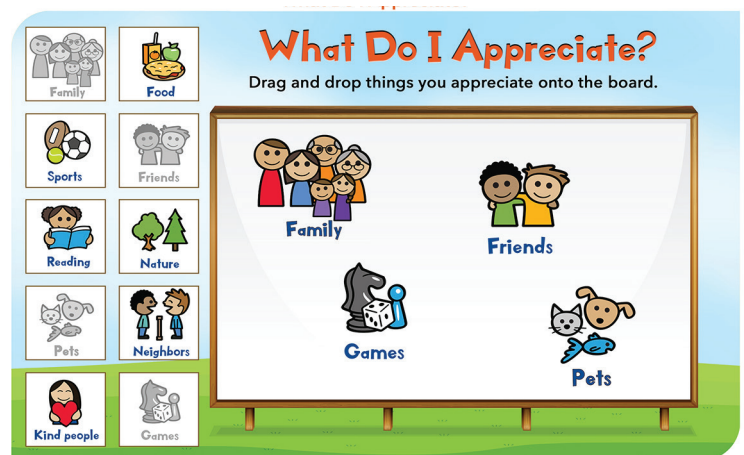 What Do I Appreciate?
Drag and drop things you appreciate onto the board.
Family
Food
Sports
Friends
Reading
Nature
Pets
Neighbors
Kind people
Games
Family
Friends
Games
Pets